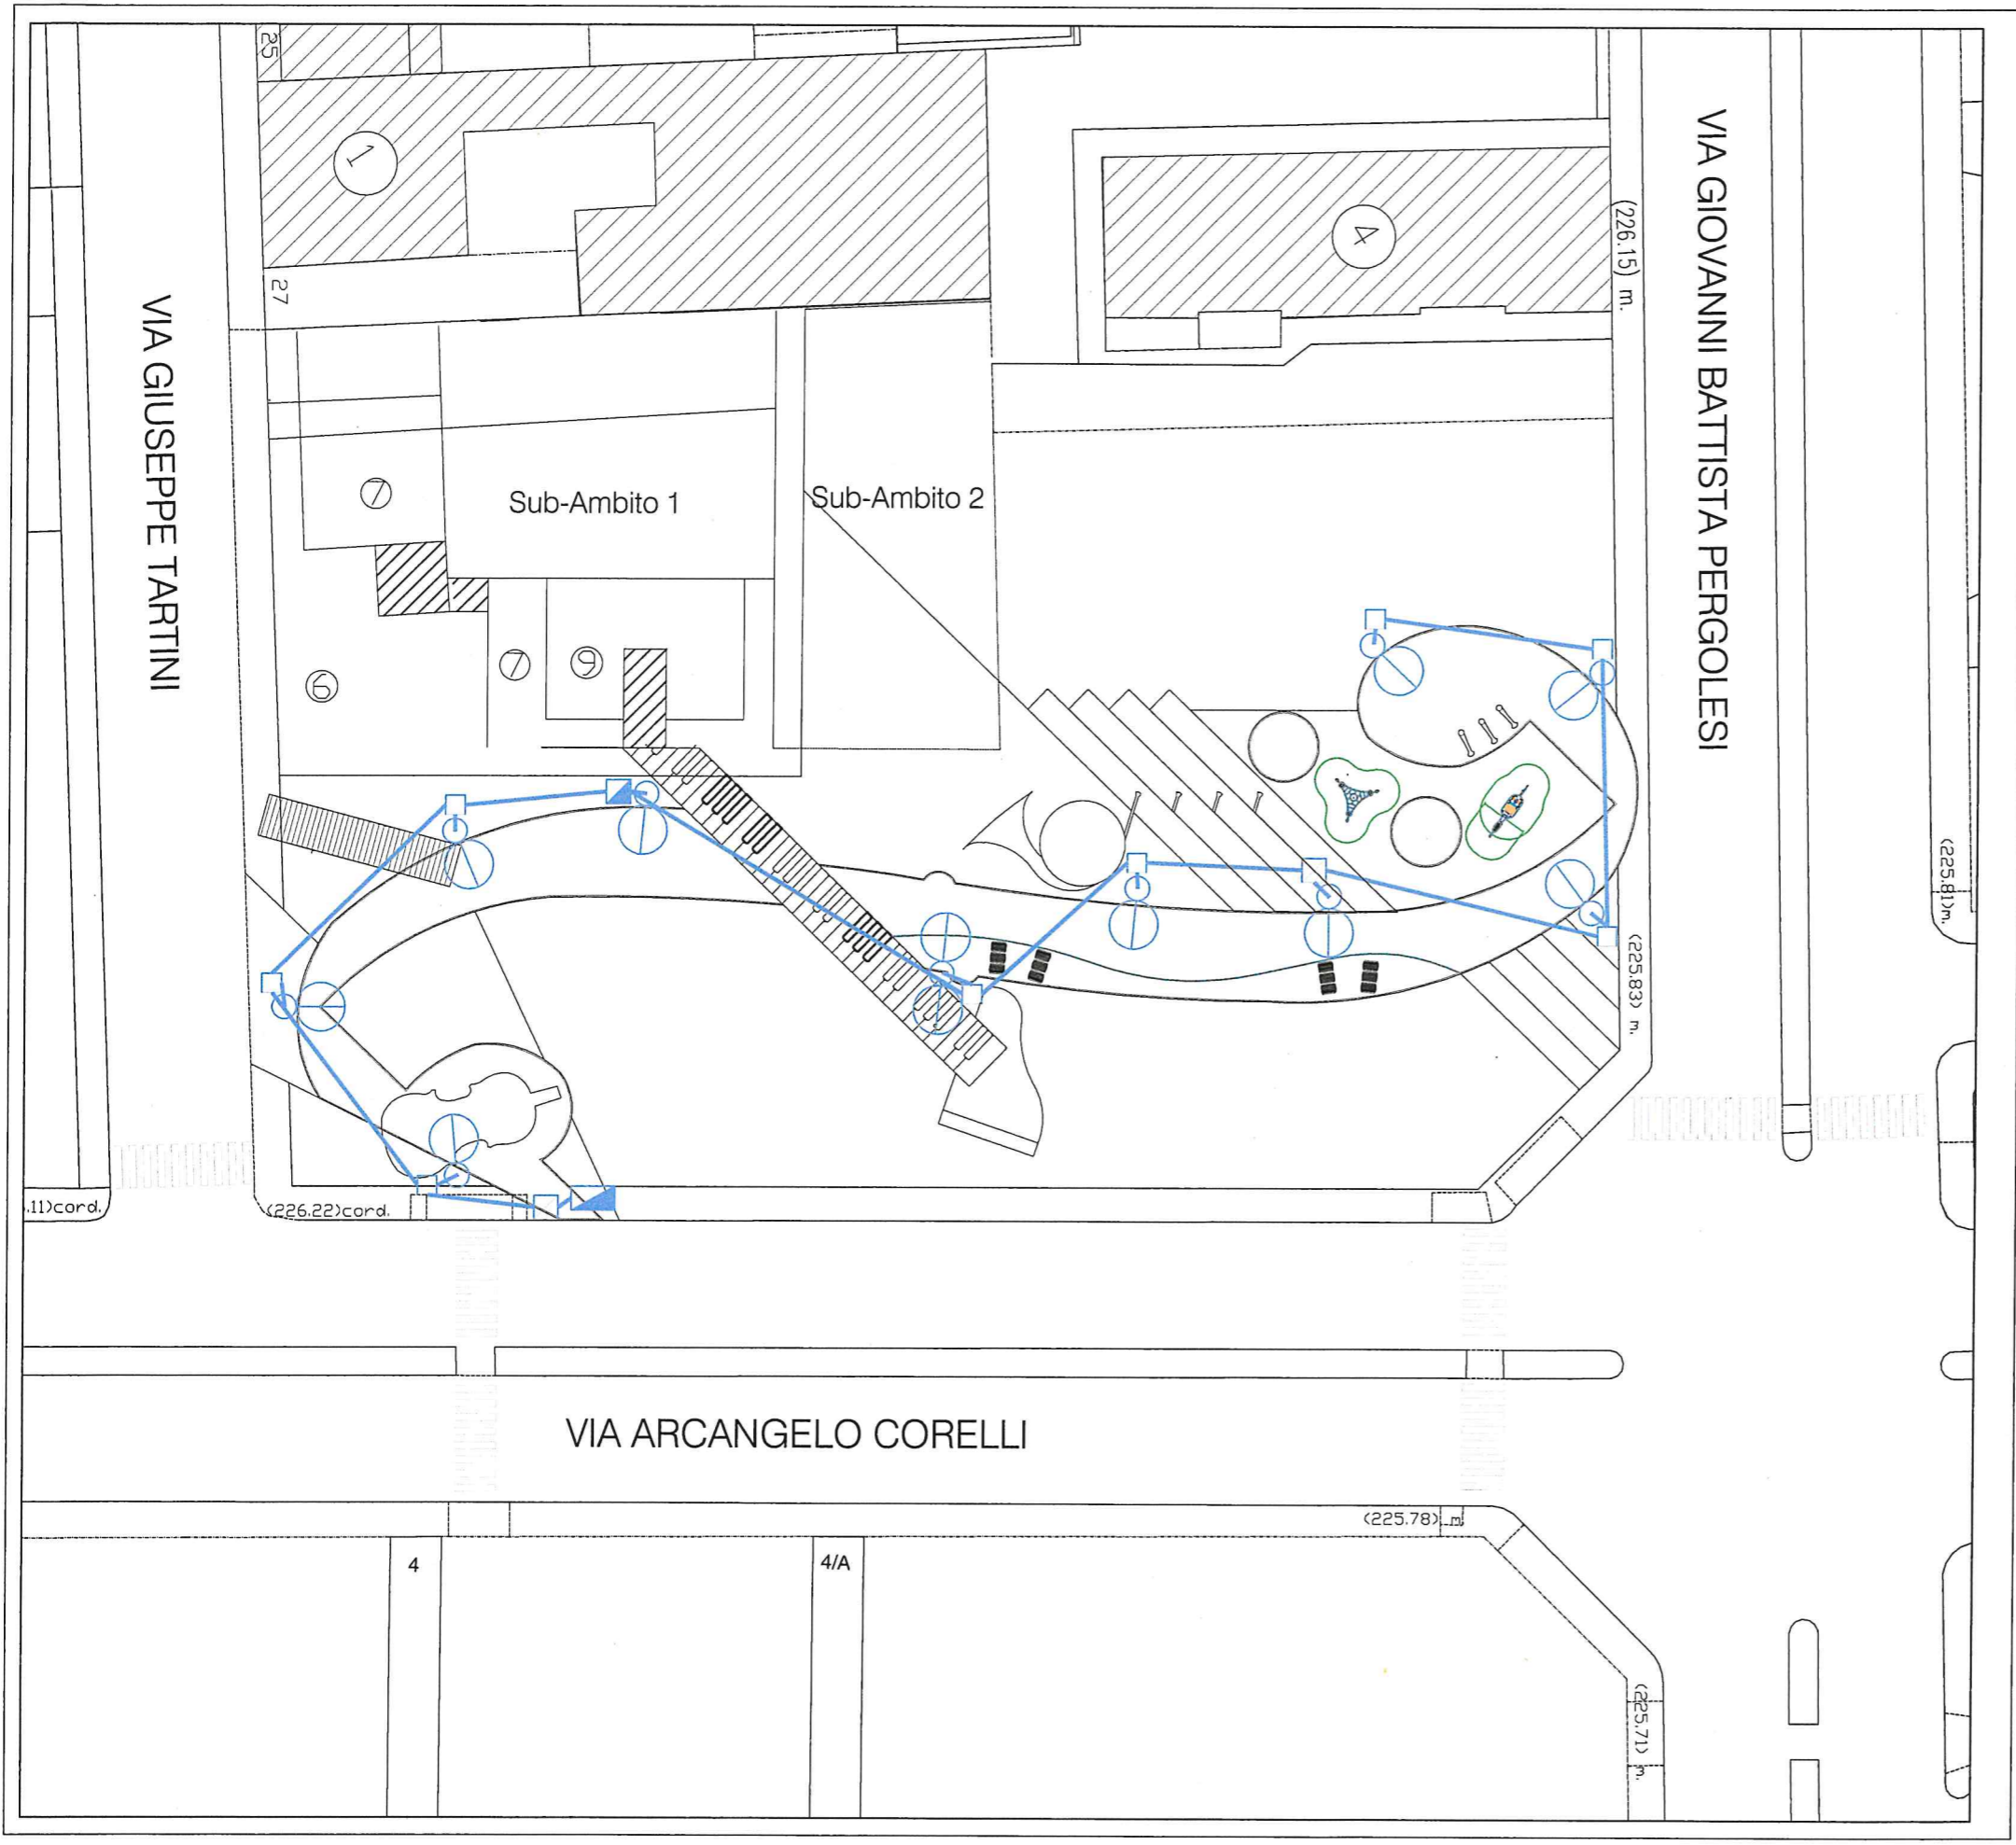 25
1
27
4
(226.15) m.
VIA GIOVANNI BATTISTA PERGOLESI
VIA GIUSEPPE TARTINI
7
Sub-Ambito 1
Sub-Ambito 2
6
7
6
(225.81)m.
(225.83) m.
.11)cord.
(226.22)cord.
VIA ARCANGELO CORELLI
(225.78) m.
4
4/A
(225.71) m.